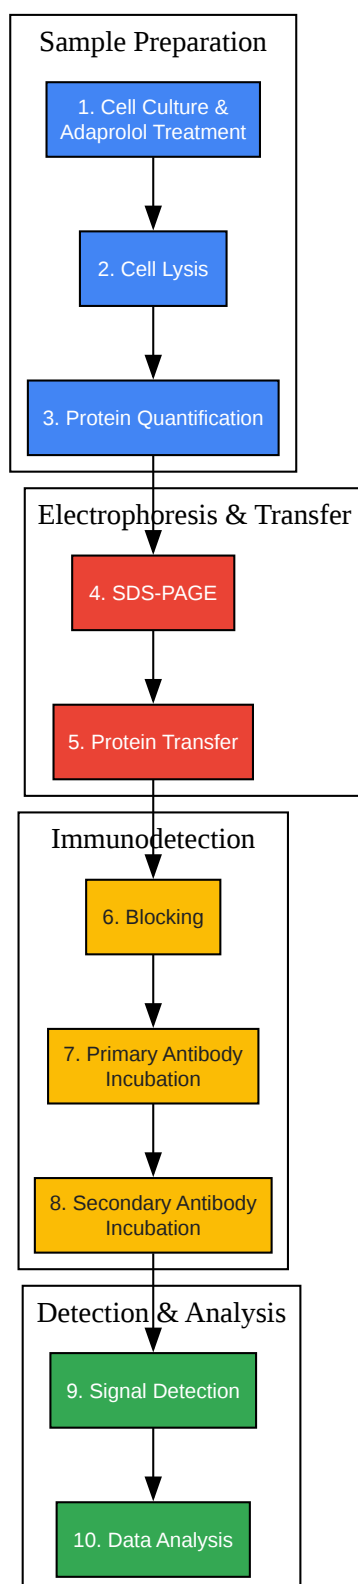 Sample Preparation
1. Cell Culture &
Adaprolol Treatment
2. Cell Lysis
3. Protein Quantification
Electrophoresis & Transfer
4. SDS-PAGE
5. Protein Transfer
Immunodetection
6. Blocking
7. Primary Antibody
Incubation
8. Secondary Antibody
Incubation
Detection & Analysis
9. Signal Detection
10. Data Analysis